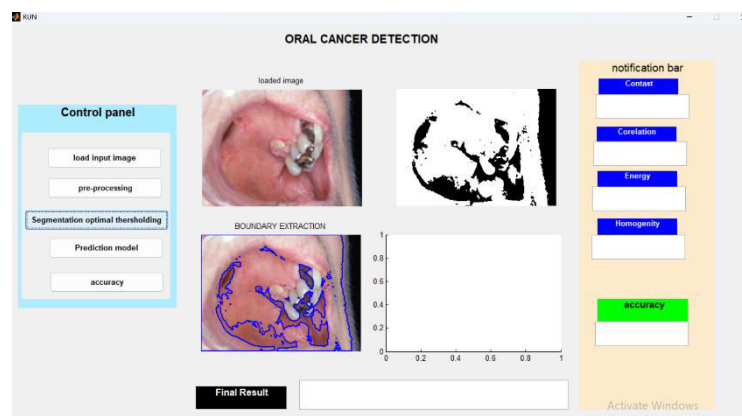 RUN
ORAL CANCER DETECTION
notification bar
Contast
loaded image
Control panel
Corelation
load input image
Energy
pre-processing
Segmentation optimal thersholding
Homogenity
BOUNDARY EXTRACTION
1
Prediction model
0.8
0.6
accuracy
0.4
accuracy
0.2
0
0 0.2 0.4 0.6 0.8 1
Final Result
Activate Windows